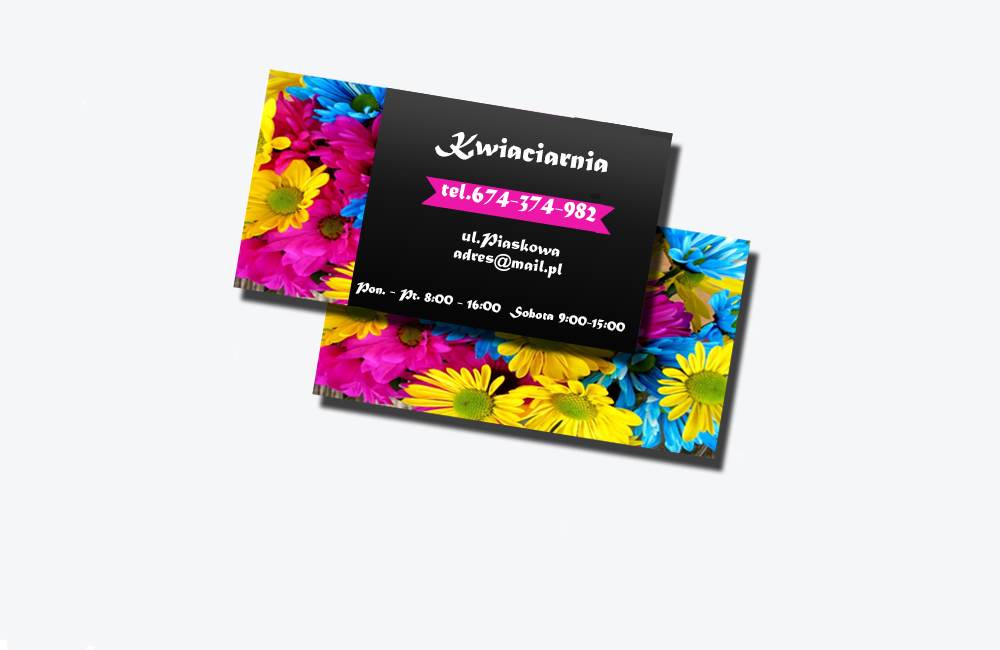 Kwiaciarnia
tel.674-374-982
ul.Piaskowa
adres@mail.pl
Pon. - Pt. 8:00 - 16:00 Sobota 9:00-15:00